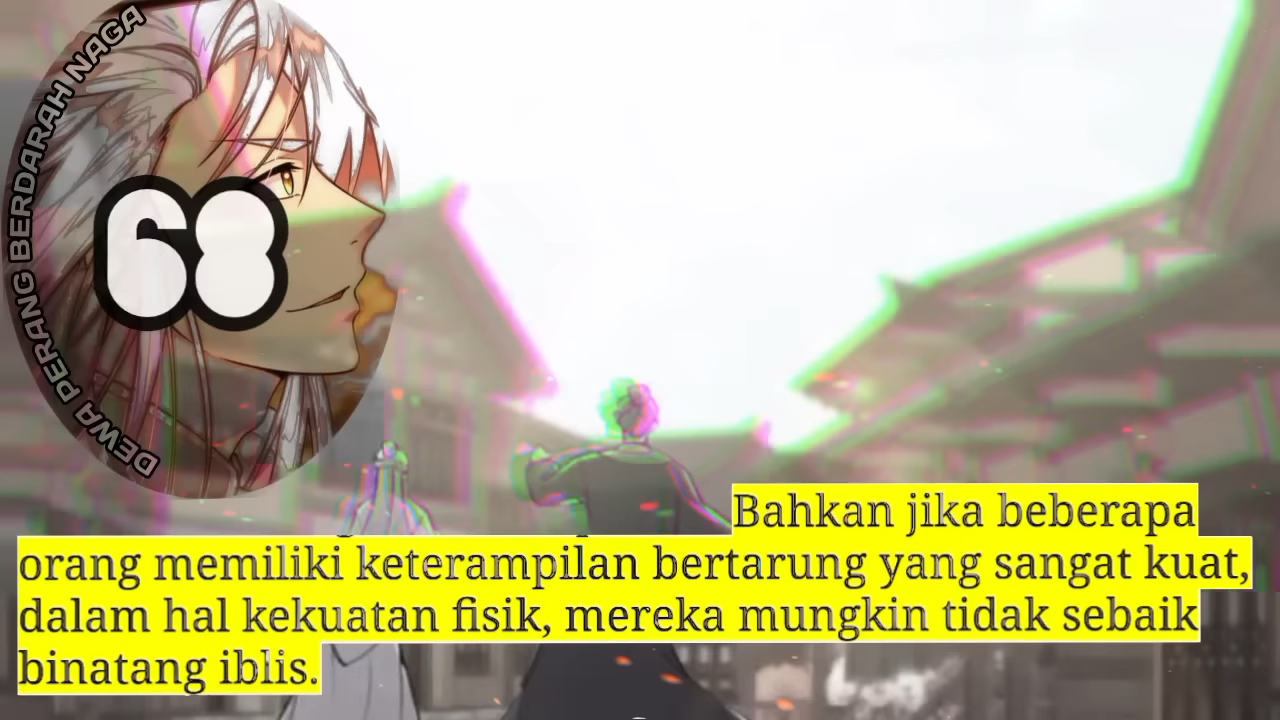 DEWA PERANG BERDARAH NAGA
68
Bahkan jika beberapa
orang memiliki keterampilan bertarung yang sangat kuat,
dalam hal kekuatan fisik, mereka mungkin tidak sebaik
binatang iblis.